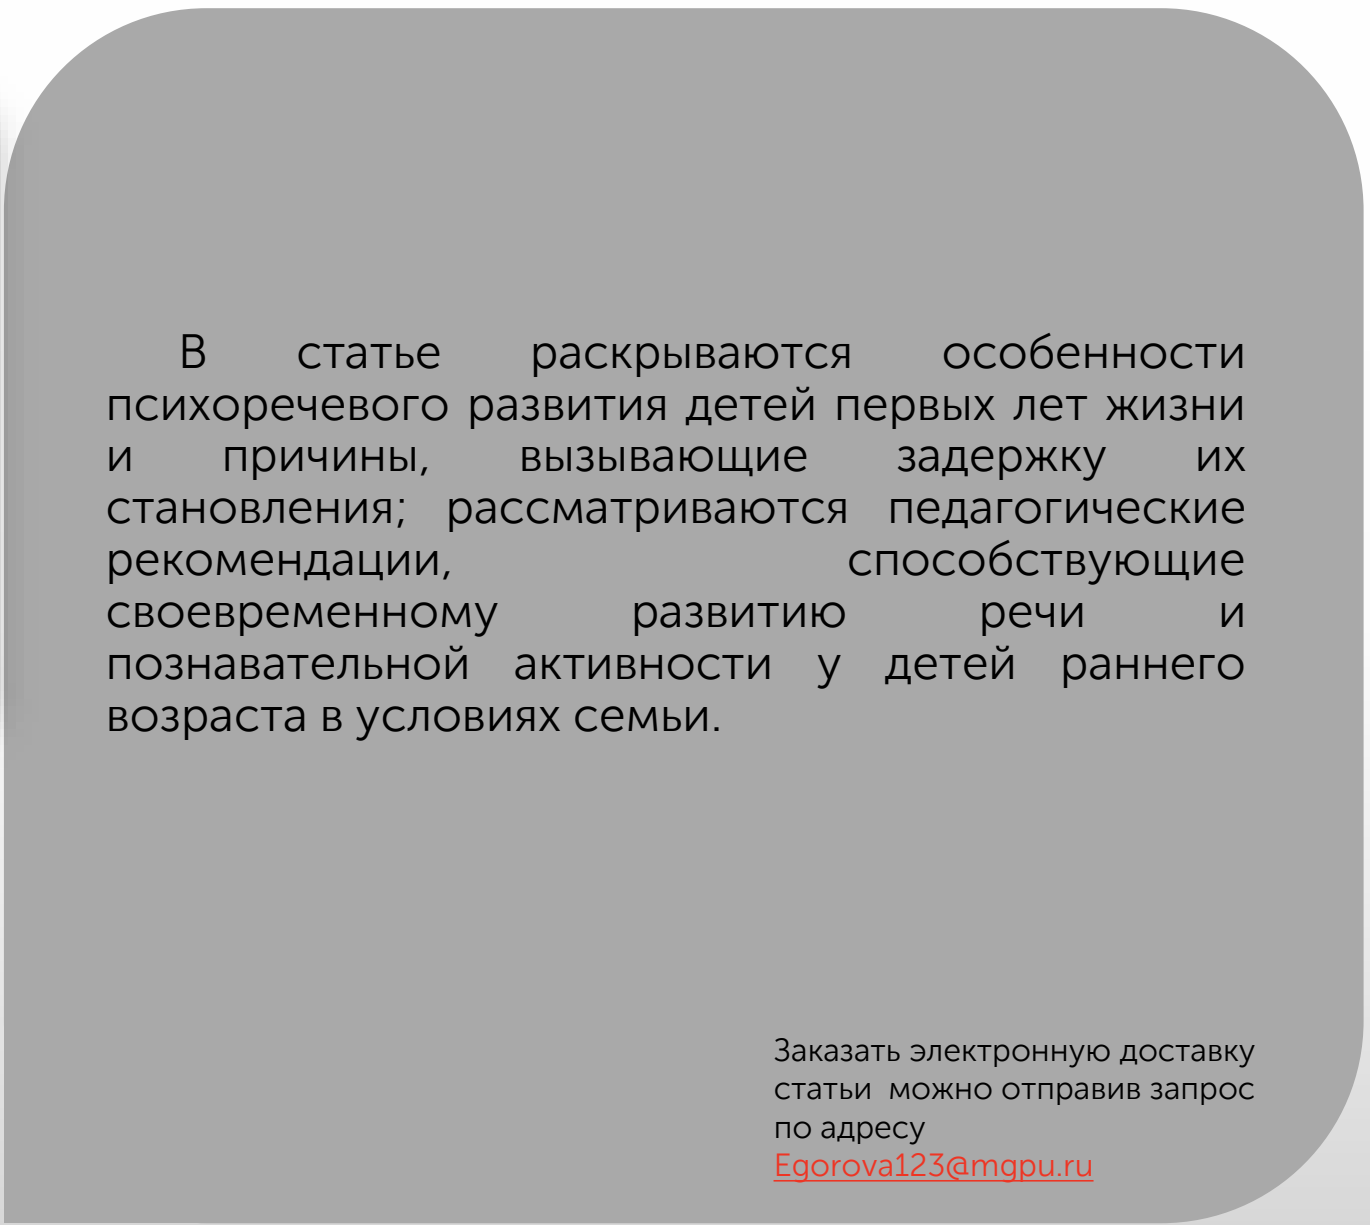 В статье раскрываются особенности
психоречевого развития детей первых лет жизни
и причины, вызывающие задержку их
становления; рассматриваются педагогические
рекомендации, способствующие
своевременному развитию речи и
познавательной активности у детей раннего
возраста в условиях семьи.
Заказать электронную доставку
статьи можно отправив запрос
по адресу
Egorova123@mgpu.ru